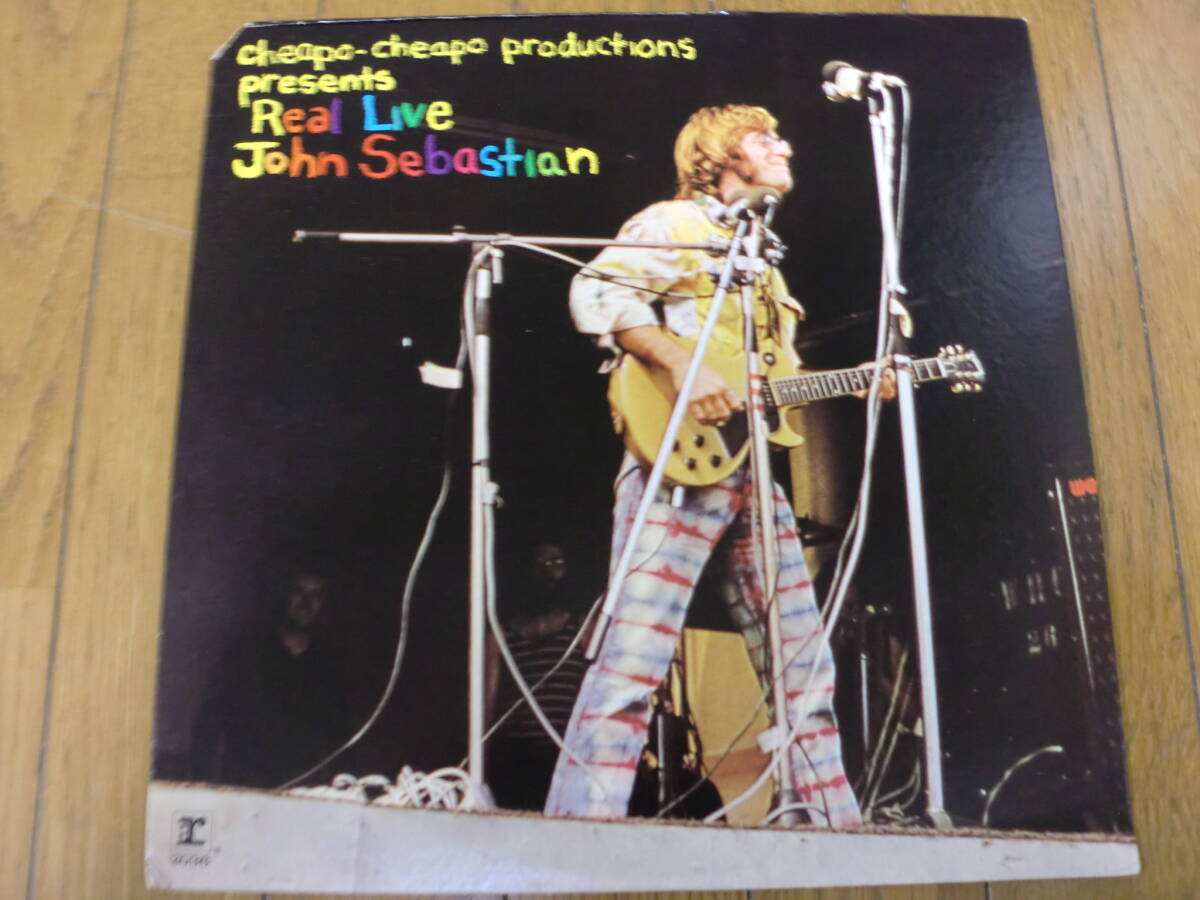 cheapo-cheapo productions
presents
Real Live
John Sebastian
r